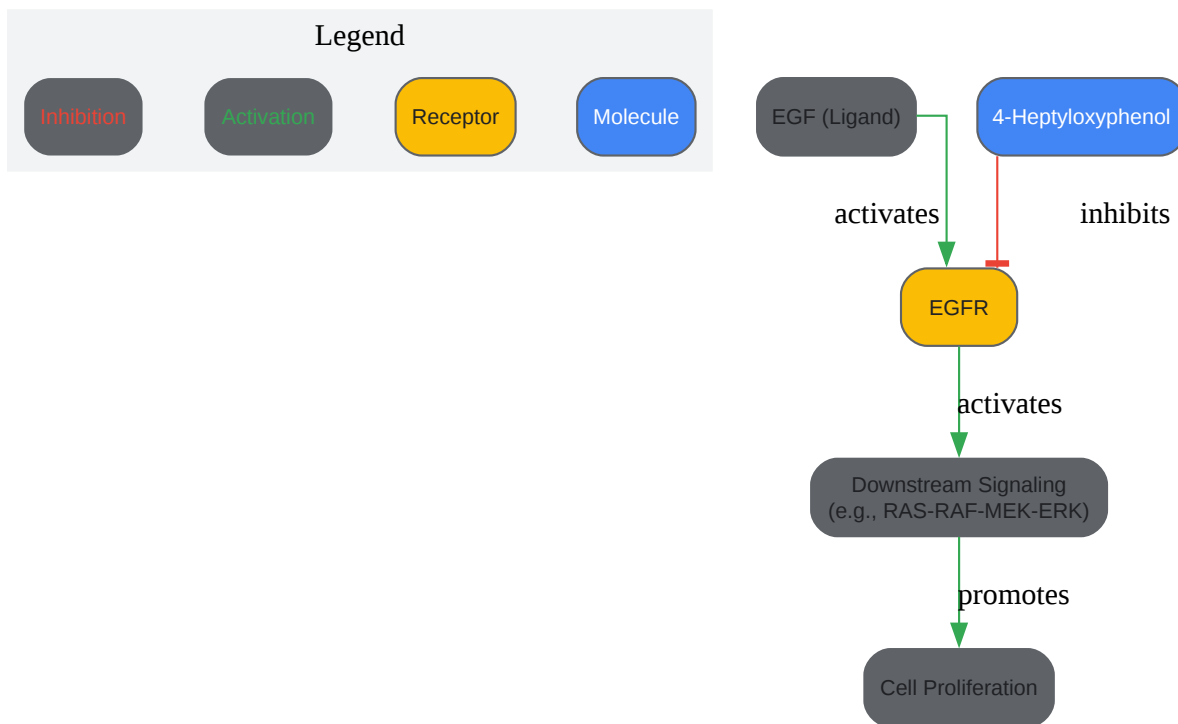 Legend
Inhibition
Activation
Receptor
Molecule
EGF (Ligand)
4-Heptyloxyphenol
activates
inhibits
EGFR
activates
Downstream Signaling
(e.g., RAS-RAF-MEK-ERK)
promotes
Cell Proliferation